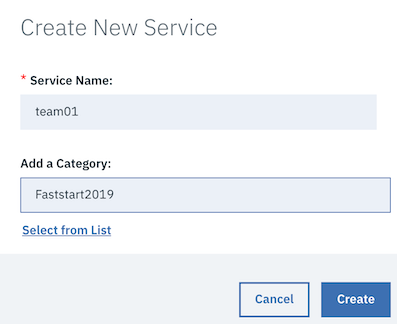 Create New Service
* Service Name:
team01
Add a Category:
Faststart2019
Select from List
Cancel Create